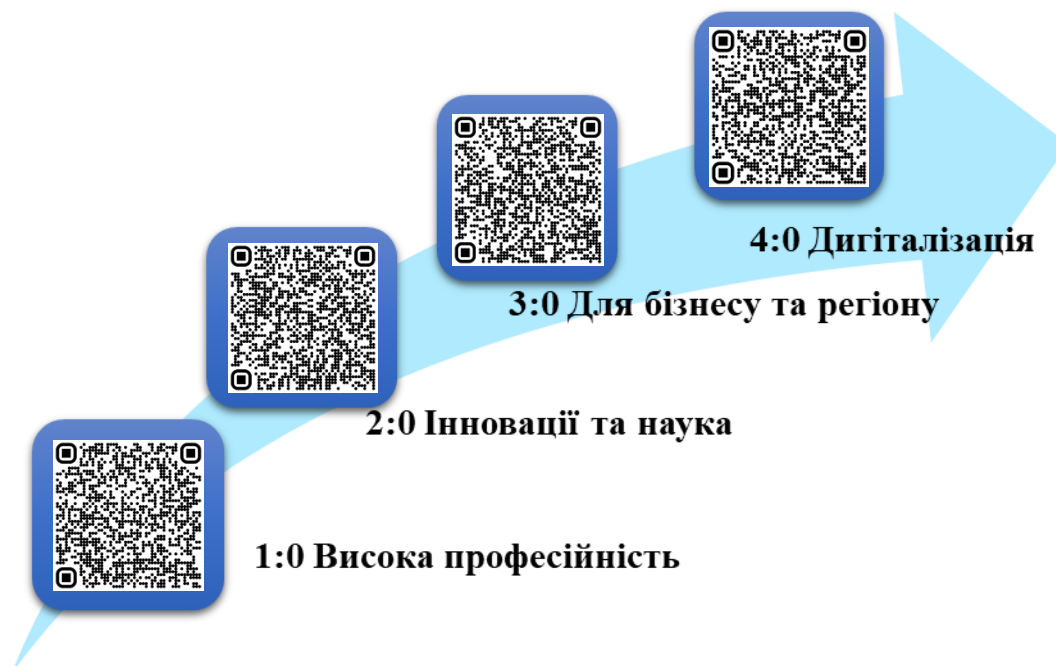 4:0 Дигіталізація
3:0 Для бізнесу та регіону
2:0 Інновації та наука
1:0 Висока професійність